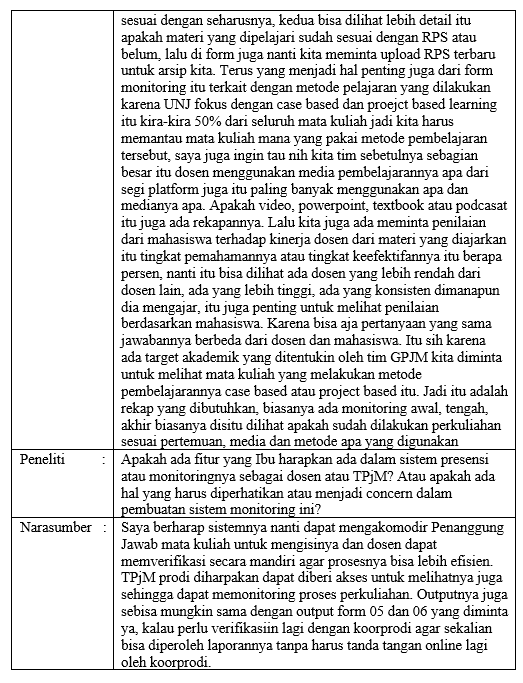 sesuai dengan seharusnya, kedua bisa dilihat lebih detail itu
apakah materi yang dipelajari sudah sesuai dengan RPS atau
belum, lalu di form juga nanti kita meminta upload RPS terbaru
untuk arsip kita. Terus yang menjadi hal penting juga dari form
monitoring itu terkait dengan metode pelajaran yang dilakukan
karena UNJ fokus dengan case based dan proejct based learning
itu kira-kira 50% dari seluruh mata kuliah jadi kita harus
memantau mata kuliah mana yang pakai metode pembelajaran
tersebut, saya juga ingin tau nih kita tim sebetulnya sebagian
besar itu dosen menggunakan media pembelajarannya apa dari
segi platform juga itu paling banyak menggunakan apa dan
medianya apa. Apakah video, powerpoint, textbook atau podcasat
itu juga ada rekapannya. Lalu kita juga ada meminta penilaian
dari mahasiswa terhadap kinerja dosen dari materi yang diajarkan
itu tingkat pemahamannya atau tingkat keefektifannya itu berapa
persen, nanti itu bisa dilihat ada dosen yang lebih rendah dari
dosen lain, ada yang lebih tinggi, ada yang konsisten dimanapun
dia mengajar, itu juga penting untuk melihat penilaian
berdasarkan mahasiswa. Karena bisa aja pertanyaan yang sama
jawabannya berbeda dari dosen dan mahasiswa. Itu sih karena
ada target akademik yang ditentukin oleh tim GPJM kita diminta
untuk melihat mata kuliah yang melakukan metode
pembelajarannya case based atau project based itu. Jadi itu adalah
rekap yang dibutuhkan, biasanya ada monitoring awal, tengah,
akhir biasanya disitu dilihat apakah sudah dilakukan perkuliahan
sesuai pertemuan, media dan metode apa yang digunakan
Peneliti : Apakah ada fitur yang Ibu harapkan ada dalam sistem presensi
atau monitoringnya sebagai dosen atau TPjM? Atau apakah ada
hal yang harus diperhatikan atau menjadi concern dalam
pembuatan sistem monitoring ini?
Narasumber : Saya berharap sistemnya nanti dapat mengakomodir Penanggung
Jawab mata kuliah untuk mengisinya dan dosen dapat
memverifikasi secara mandiri agar prosesnya bisa lebih efisien.
TPjM prodi diharpakan dapat diberi akses untuk melihatnya juga
sehingga dapat memonitoring proses perkuliahan. Outputnya juga
sebisa mungkin sama dengan output form 05 dan 06 yang diminta
ya, kalau perlu verifikasiin lagi dengan koorprodi agar sekalian
bisa diperoleh laporannya tanpa harus tanda tangan online lagi
oleh koorprodi.